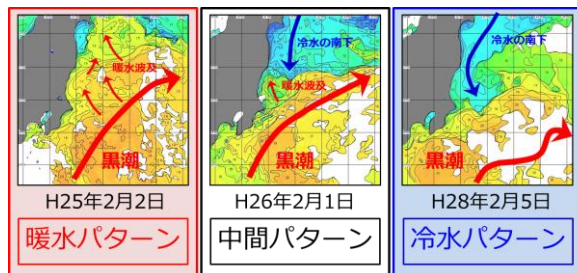 暖水波及
黒潮
H25年2月2日
暖水パターン
冷水の南下
暖水波及
黒潮
H26年2月1日
中間パターン
冷水の南下
黒潮
H28年2月5日
冷水パターン